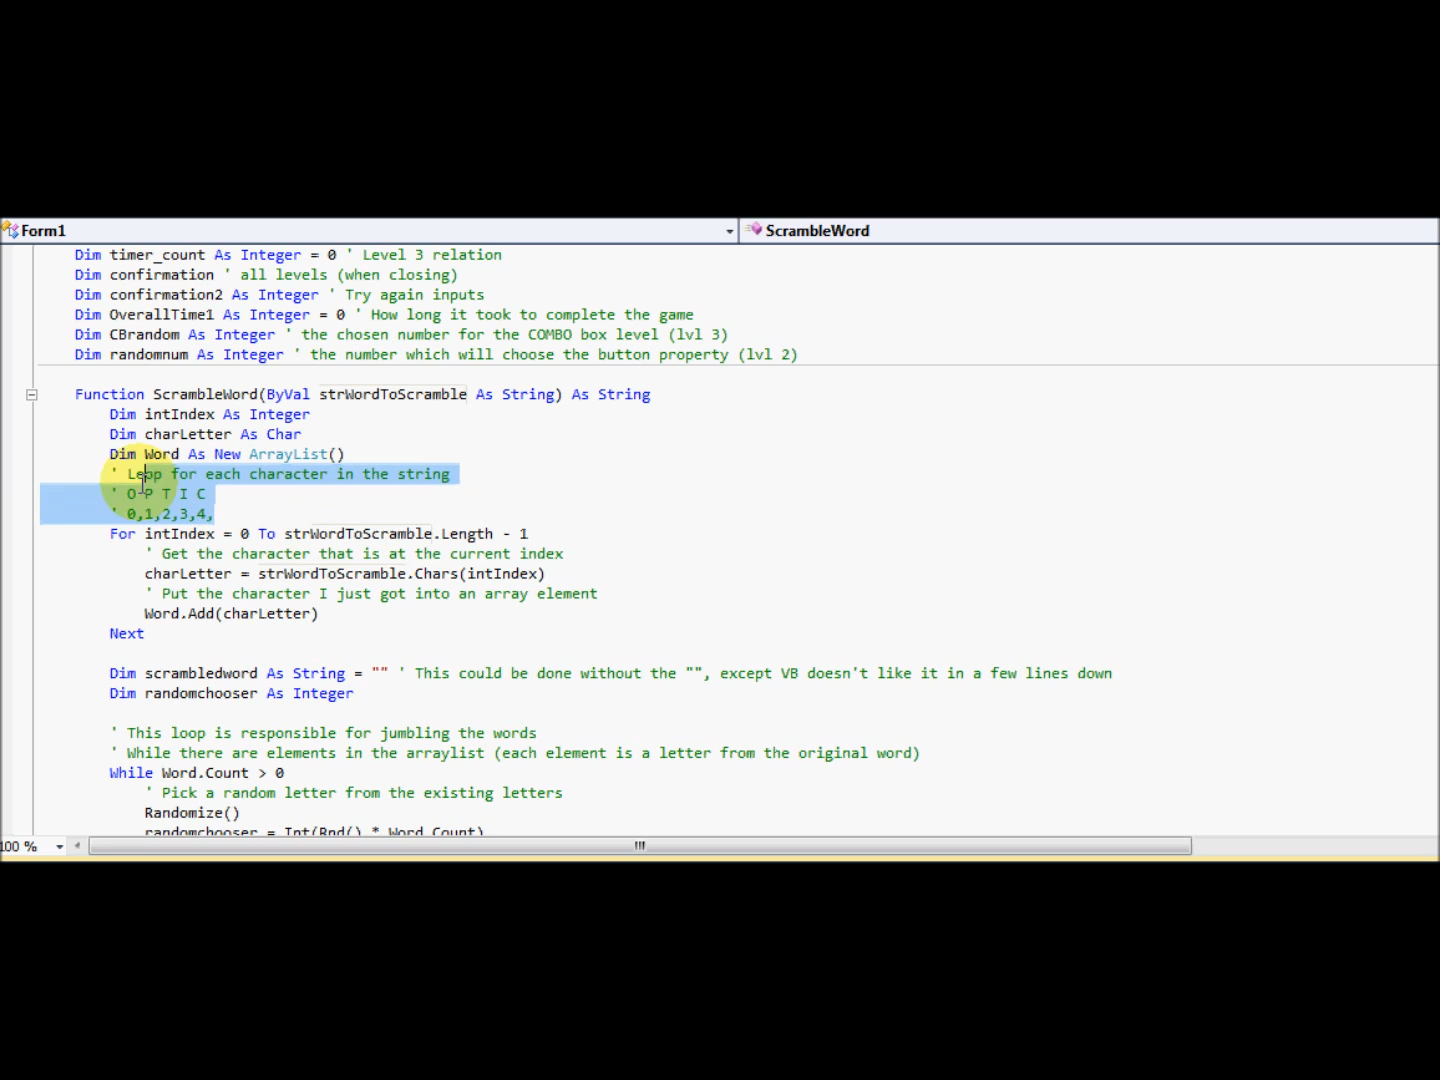 Form1
ScrambleWord
Dim timer_count As Integer = 0 ' Level 3 relation
Dim confirmation ' all levels (when closing)
Dim confirmation2 As Integer ' Try again inputs
Dim OverallTime1 As Integer = 0 ' How long it took to complete the game
Dim CBrandom As Integer ' the chosen number for the COMBO box level (lvl 3)
Dim randomnum As Integer ' the number which will choose the button property (lvl 2)
Function ScrambleWord(ByVal strWordToScramble As String) As String
Dim intIndex As Integer
Dim charLetter As Char
Dim Word As New ArrayList()
' Loop for each character in the string
' O P T I C
' 0,1,2,3,4,
For intIndex = 0 To strWordToScramble.Length - 1
' Get the character that is at the current index
charLetter = strWordToScramble.Chars(intIndex)
' Put the character I just got into an array element
Word.Add(charLetter)
Next
Dim scrambledword As String = "" ' This could be done without the "", except VB doesn't like it in a few lines down
Dim randomchooser As Integer
' This loop is responsible for jumbling the words
' While there are elements in the arraylist (each element is a letter from the original word)
While Word.Count > 0
' Pick a random letter from the existing letters
Randomize()
randomchooser = Int(Rnd() * Word.Count)
100 %